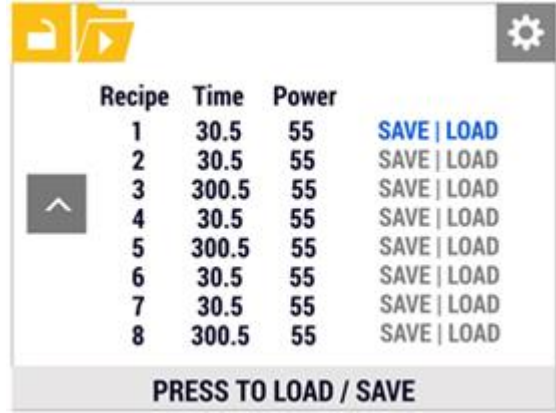 Recipe Time Power
1 30.5 55 SAVE | LOAD
2 30.5 55 SAVE | LOAD
3 300.5 55 SAVE | LOAD
4 30.5 55 SAVE | LOAD
5 300.5 55 SAVE | LOAD
6 30.5 55 SAVE | LOAD
7 30.5 55 SAVE | LOAD
8 300.5 55 SAVE | LOAD
PRESS TO LOAD / SAVE